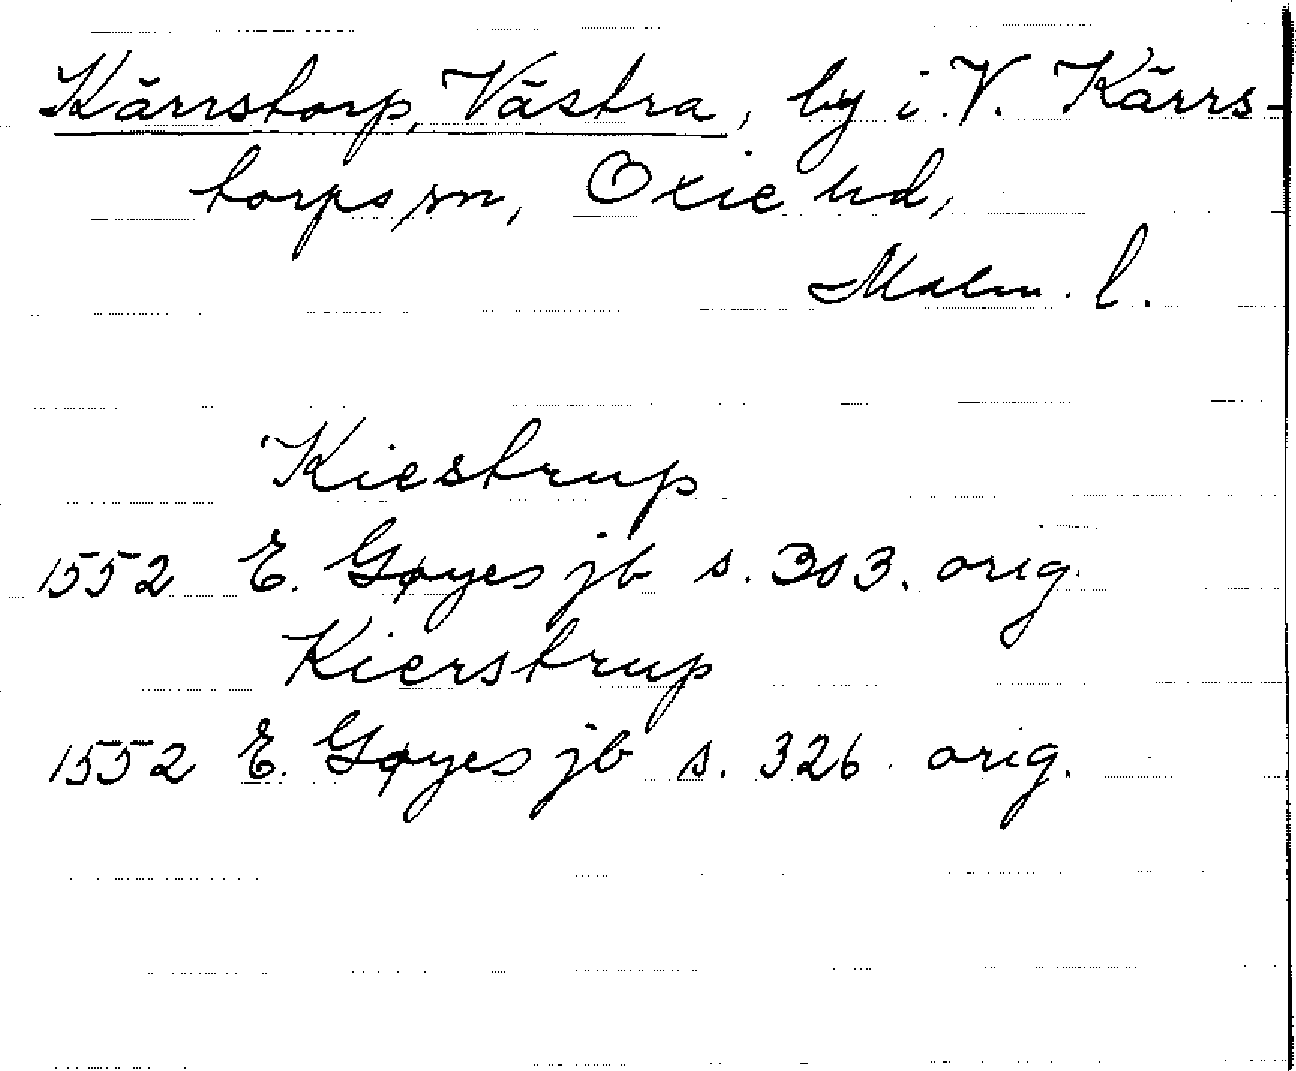 Kärrstorp, Västra, by i V. Kärrs-
torps sn, Oxie hd,
Malm. l.
Kiestrup
1552 E. Gøyes jb s. 303. orig.
Kierstrup
1552 E. Gøyes jb s. 326. orig.